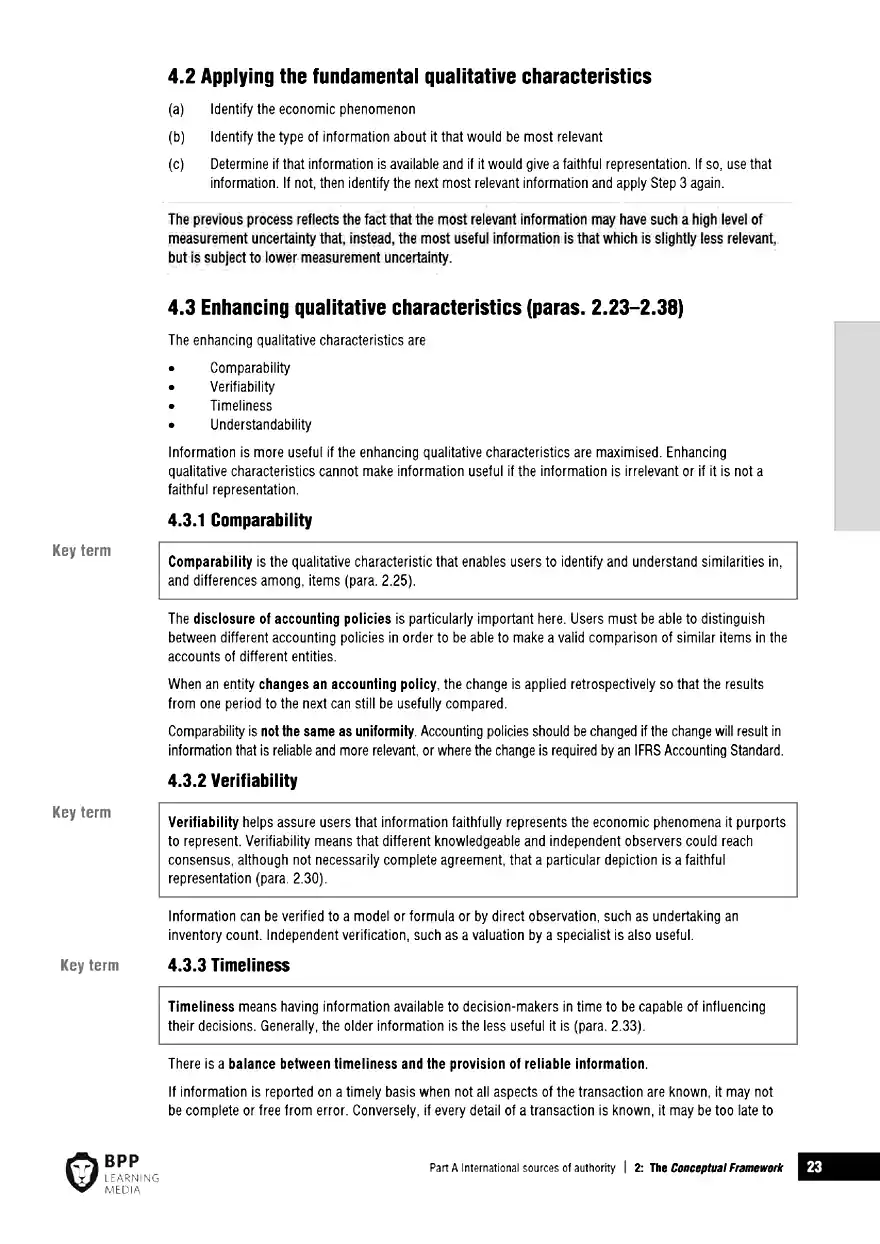 4.2 Applying the fundamental qualitative characteristics
(a) Identify the economic phenomenon
(b) Identify the type of information about it that would be most relevant
(c) Determine if that information is available and if it would give a faithful representation. If so, use that
information. If not, then identify the next most relevant information and apply Step 3 again.
The previous process reflects the fact that the most relevant information may have such a high level of
measurement uncertainty that, instead, the most useful information is that which is slightly less relevant,
but is subject to lower measurement uncertainty.
4.3 Enhancing qualitative characteristics (paras. 2.23–2.38)
The enhancing qualitative characteristics are
• Comparability
• Verifiability
• Timeliness
• Understandability
Information is more useful if the enhancing qualitative characteristics are maximised. Enhancing
qualitative characteristics cannot make information useful if the information is irrelevant or if it is not a
faithful representation.
4.3.1 Comparability
Key term
Comparability is the qualitative characteristic that enables users to identify and understand similarities in,
and differences among, items (para. 2.25).
The disclosure of accounting policies is particularly important here. Users must be able to distinguish
between different accounting policies in order to be able to make a valid comparison of similar items in the
accounts of different entities.
When an entity changes an accounting policy, the change is applied retrospectively so that the results
from one period to the next can still be usefully compared.
Comparability is not the same as uniformity. Accounting policies should be changed if the change will result in
information that is reliable and more relevant, or where the change is required by an IFRS Accounting Standard.
4.3.2 Verifiability
Key term
Verifiability helps assure users that information faithfully represents the economic phenomena it purports
to represent. Verifiability means that different knowledgeable and independent observers could reach
consensus, although not necessarily complete agreement, that a particular depiction is a faithful
representation (para. 2.30).
Information can be verified to a model or formula or by direct observation, such as undertaking an
inventory count. Independent verification, such as a valuation by a specialist is also useful.
Key term
4.3.3 Timeliness
Timeliness means having information available to decision-makers in time to be capable of influencing
their decisions. Generally, the older information is the less useful it is (para. 2.33).
There is a balance between timeliness and the provision of reliable information.
If information is reported on a timely basis when not all aspects of the transaction are known, it may not
be complete or free from error. Conversely, if every detail of a transaction is known, it may be too late to
BPP
LEARNING
MEDIA
Part A International sources of authority | 2: The Conceptual Framework 23